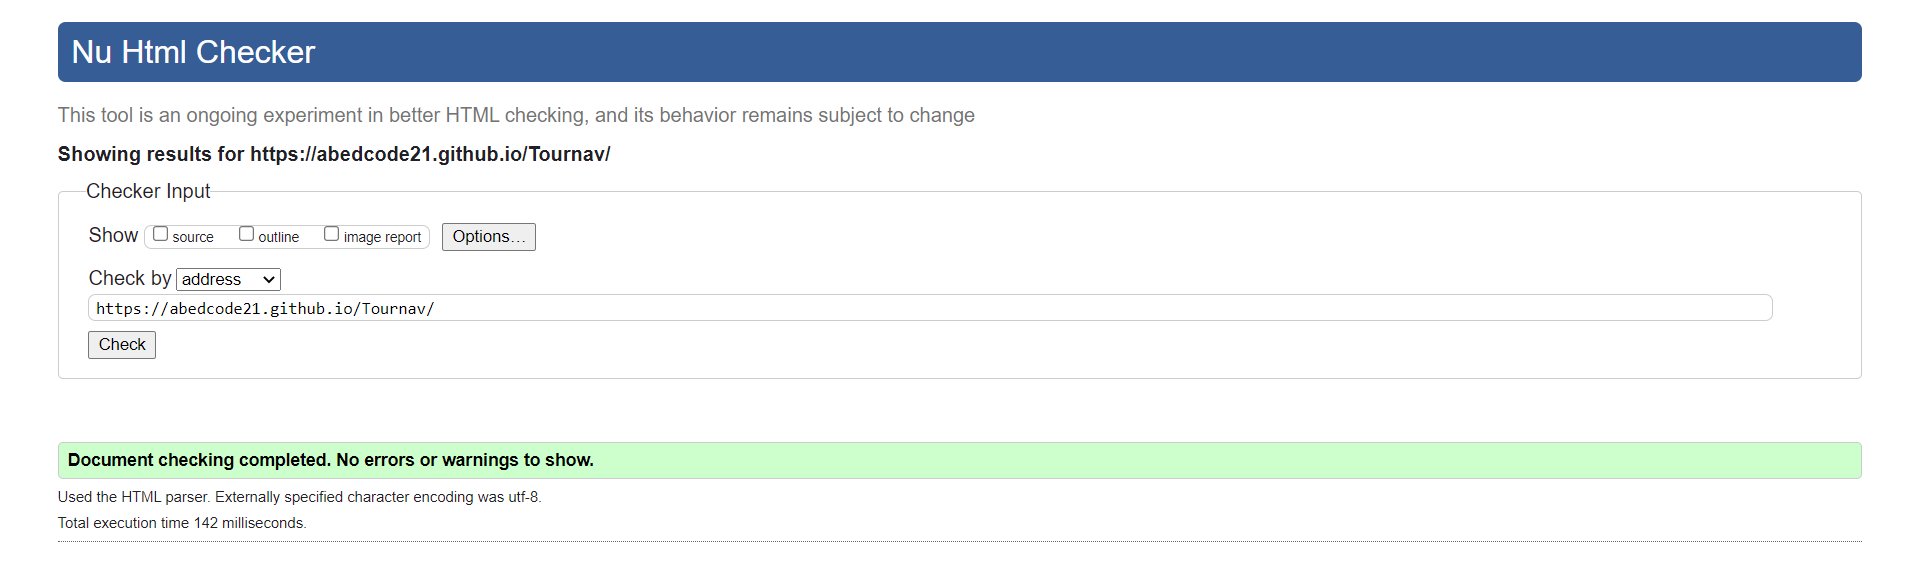 Nu Html Checker
This tool is an ongoing experiment in better HTML checking, and its behavior remains subject to change
Showing results for https://abedcode21.github.io/Tournav/
Checker Input
Show source outline image report Options...
Check by address
https://abedcode21.github.io/Tournav/
Check
Document checking completed. No errors or warnings to show.
Used the HTML parser. Externally specified character encoding was utf-8.
Total execution time 142 milliseconds.